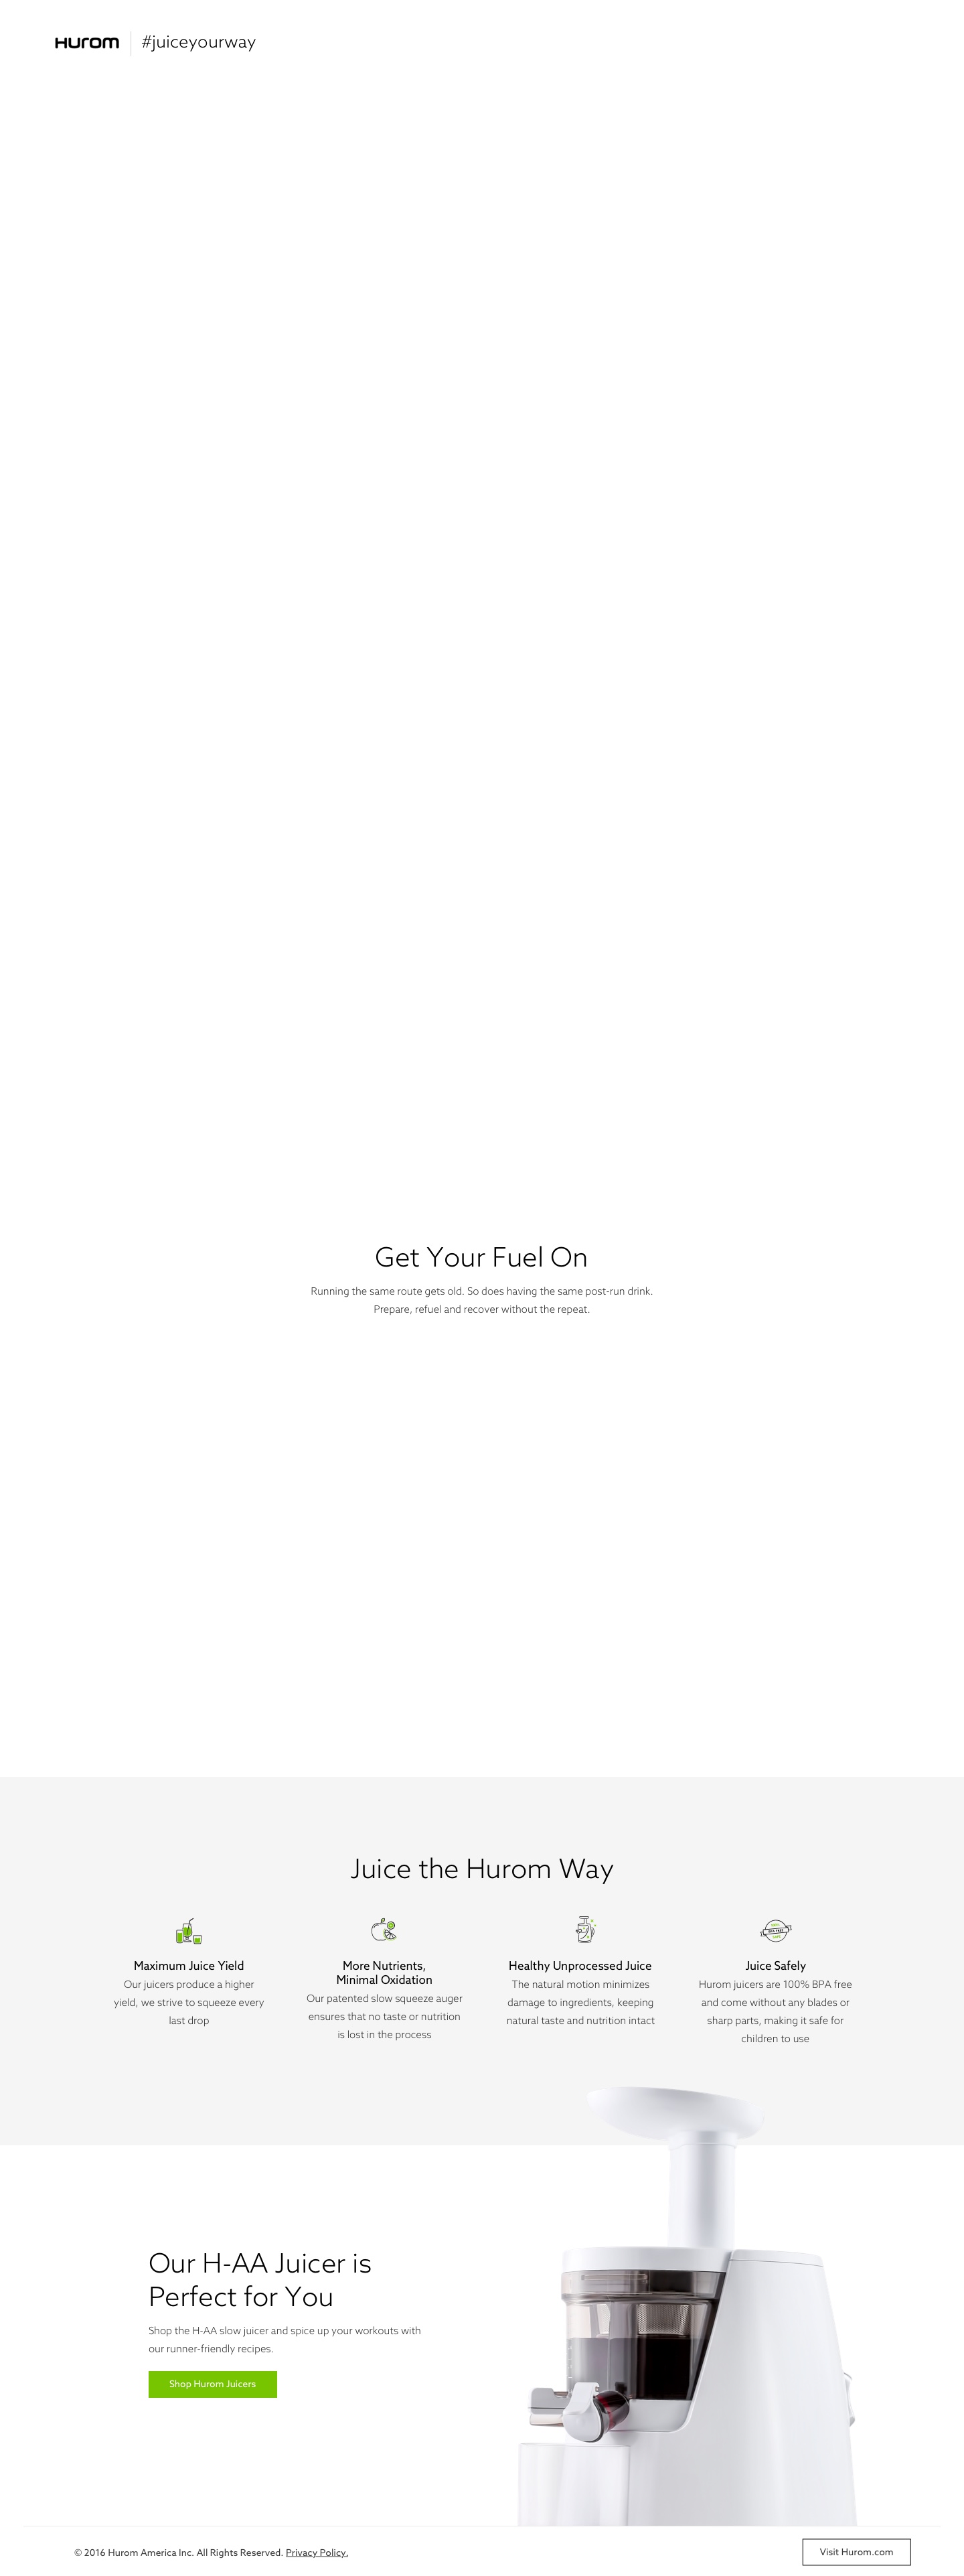 Hurom
#juiceyourway
Get Your Fuel On
Running the same route gets old. So does having the same post-run drink.
Prepare, refuel and recover without the repeat.
Juice the Hurom Way
Maximum Juice Yield
Our juicers produce a higher
yield, we strive to squeeze every
last drop
More Nutrients,
Minimal Oxidation
Our patented slow squeeze auger
ensures that no taste or nutrition
is lost in the process
Healthy Unprocessed Juice
The natural motion minimizes
damage to ingredients, keeping
natural taste and nutrition intact
Juice Safely
Hurom juicers are 100% BPA free
and come without any blades or
sharp parts, making it safe for
children to use
Our H-AA Juicer is
Perfect for You
Shop the H-AA slow juicer and spice up your workouts with
our runner-friendly recipes.
Shop Hurom Juicers
© 2016 Hurom America Inc. All Rights Reserved. Privacy Policy.
Visit Hurom.com